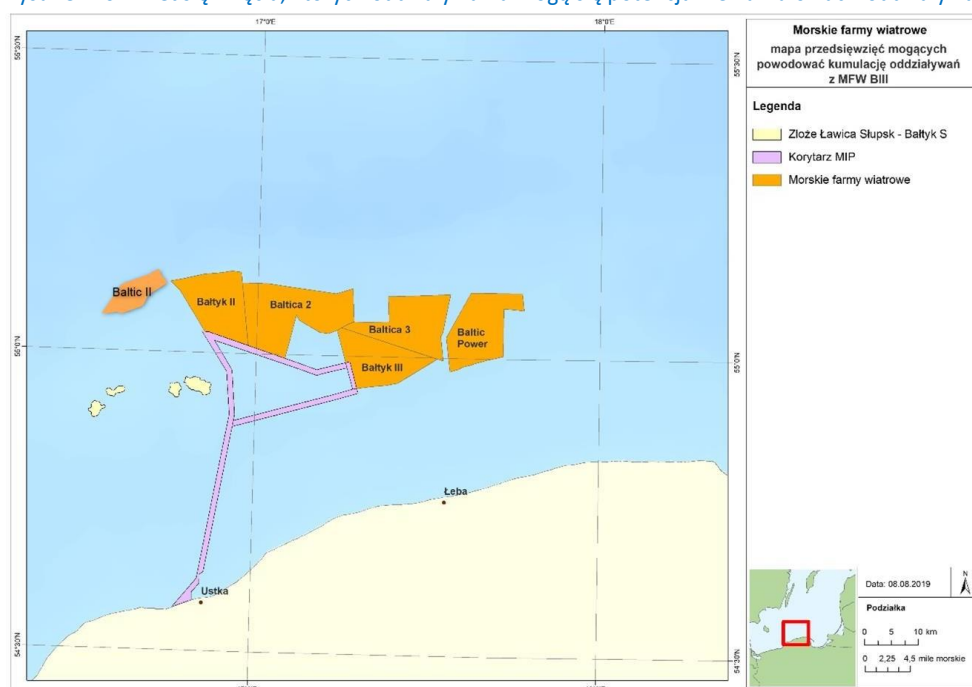 17°0'E
18°0'E
Morskie farmy wiatrowe
mapa przedsięwzięć mogących
powodować kumulację oddziaływań
z MFW BIII
Legenda
Złoże Ławica Słupsk - Bałtyk S
Korytarz MIP
Morskie farmy wiatrowe
55°30'N
Baltic II
Bałtyk II
Baltica 2
Baltica 3
Baltic
Power
Bałtyk III
55°0'N
55°0'N
Łeba
Ustka
54°30'N
54°30'N
Data: 08.08.2019
N
Podziałka
0 5 10 km
0 2,25 4,5 mile morskie